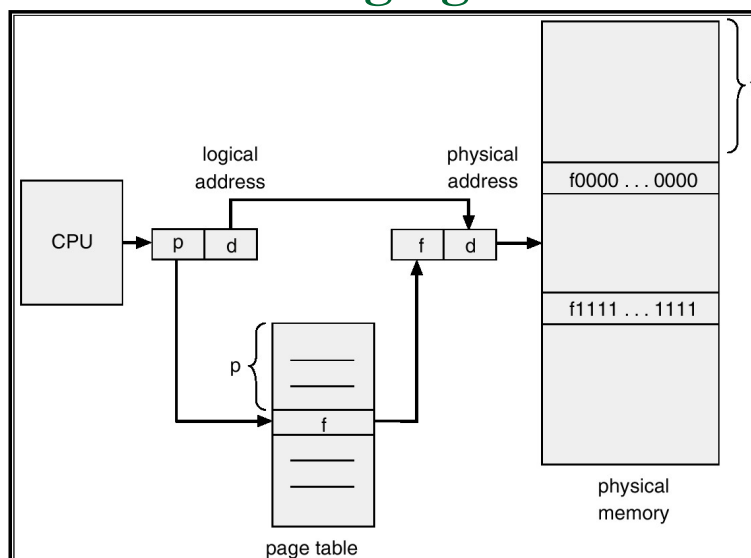 logical
address
physical
address
f0000 . . . 0000
CPU
p
d
f
d
f1111 . . . 1111
p
f
physical
memory
page table